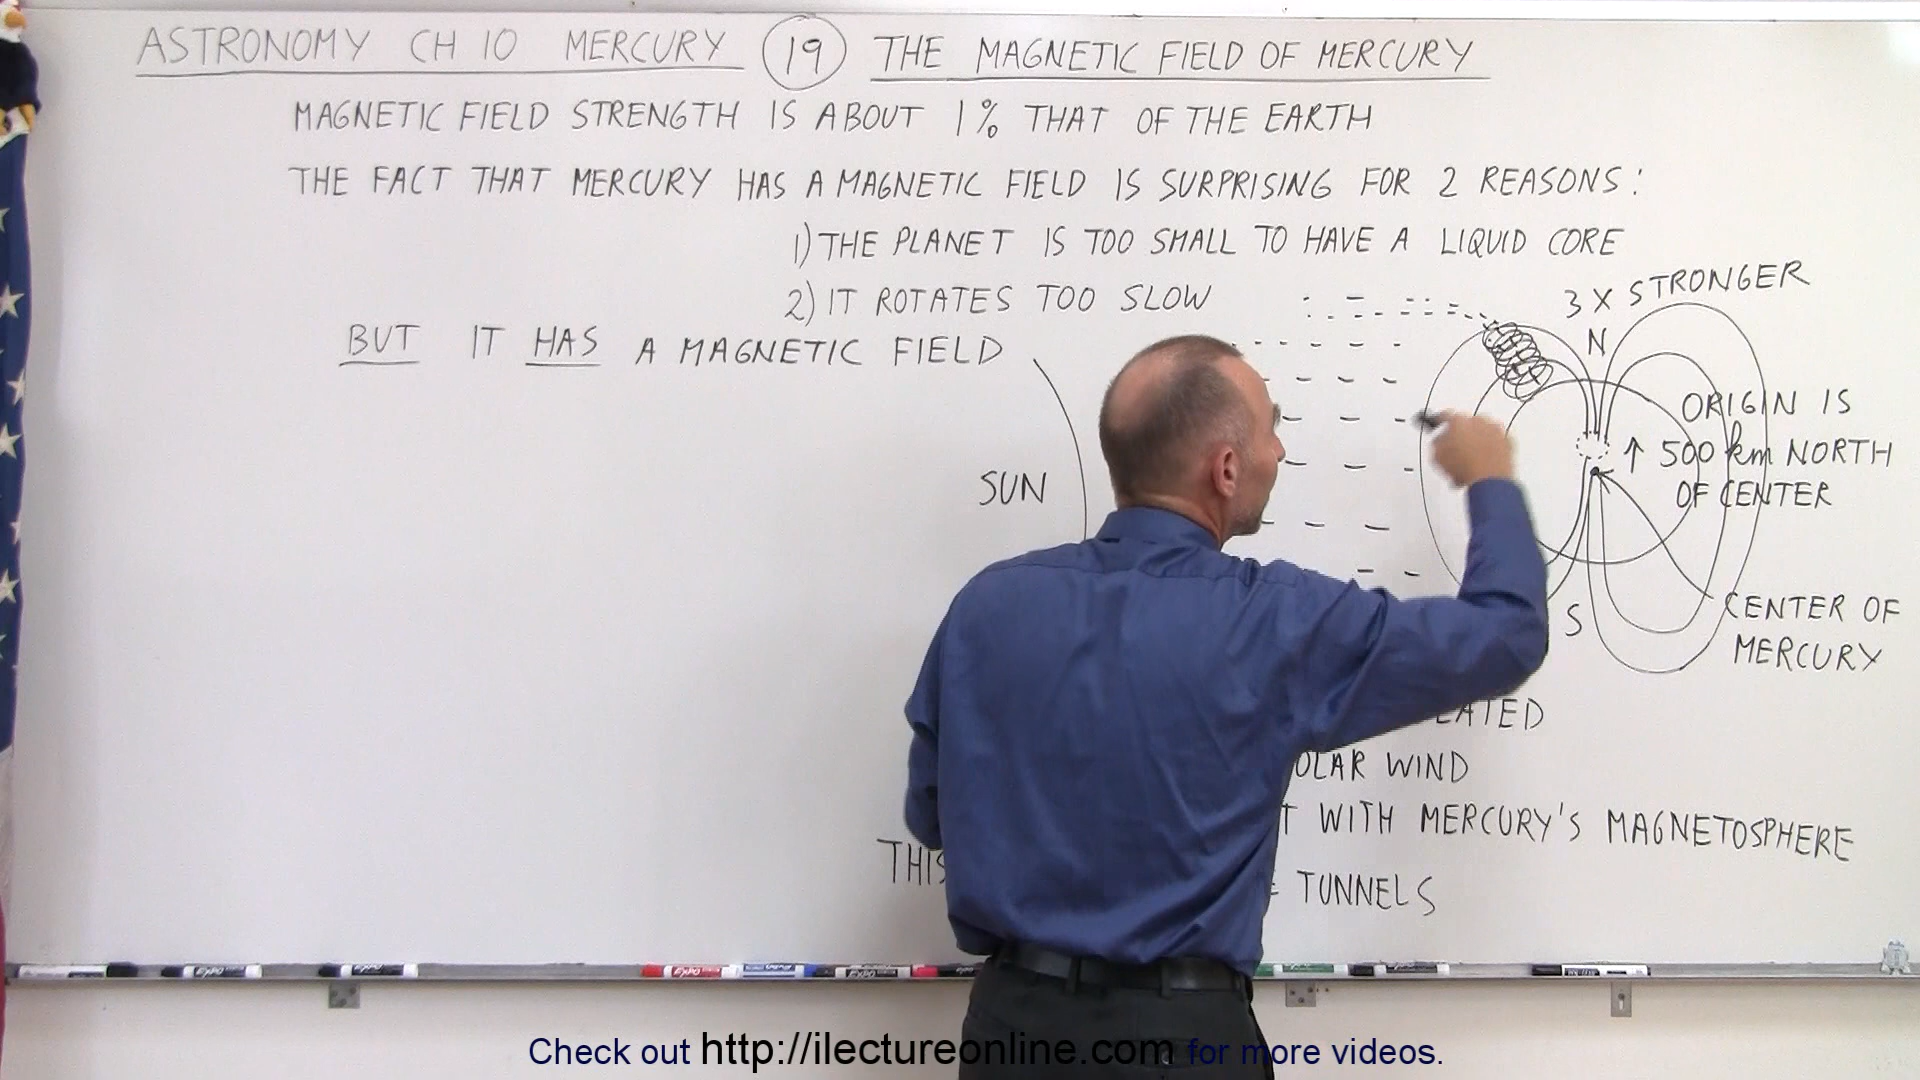 ASTRONOMY CH 10 MERCURY 19 THE MAGNETIC FIELD OF MERCURY
MAGNETIC FIELD STRENGTH IS ABOUT 1% THAT OF THE EARTH
THE FACT THAT MERCURY HAS A MAGNETIC FIELD IS SURPRISING FOR 2 REASONS:
1) THE PLANET IS TOO SMALL TO HAVE A LIQUID CORE
2) IT ROTATES TOO SLOW
3 X STRONGER
BUT IT HAS A MAGNETIC FIELD
N
ORIGIN IS
↑ 500 km NORTH
OF CENTER
SUN
S
CENTER OF
MERCURY
EATED
OLAR WIND
T WITH MERCURY'S MAGNETOSPHERE
THIS
TUNNELS
Check out http://ilectureonline.com for more videos.